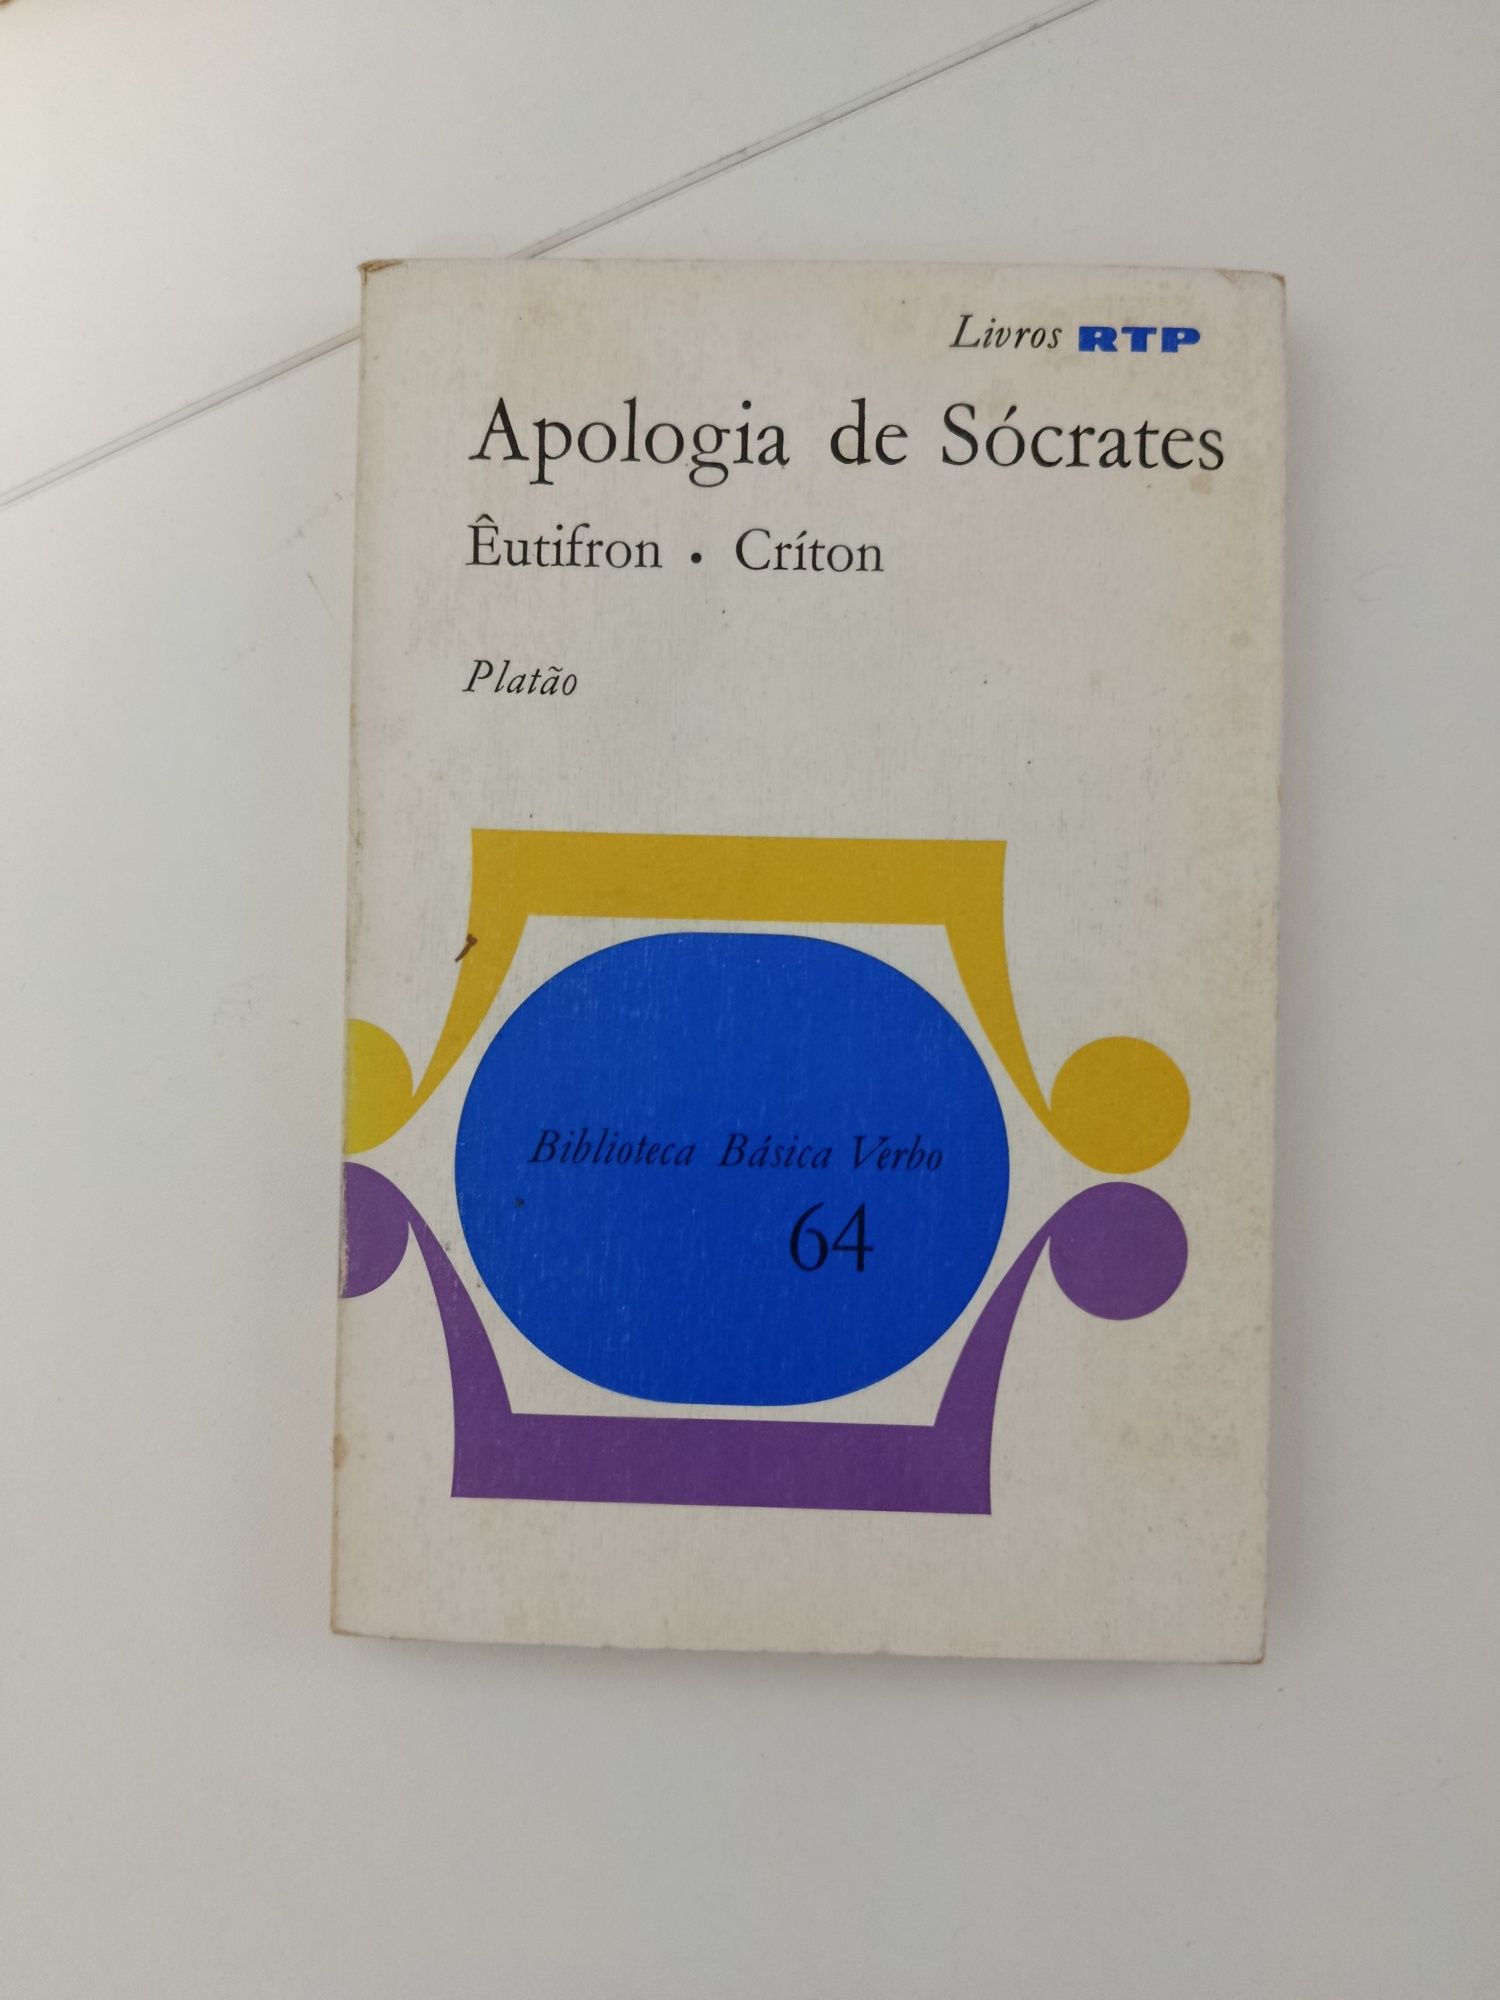 Livros RTP
Apologia de Sócrates
Êutifron • Críton
Platão
Biblioteca Básica Verbo
64